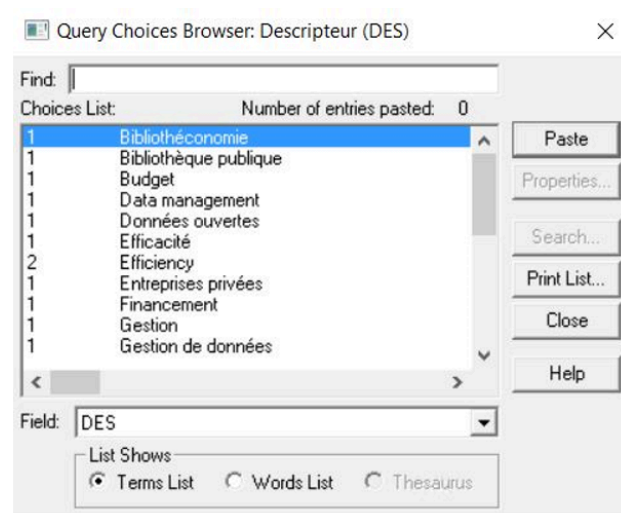 Query Choices Browser: Descripteur (DES)
Find:
Choices List: Number of entries pasted: 0
1 Bibliothéconomie
1 Bibliothèque publique
1 Budget
1 Data management
1 Données ouvertes
1 Efficacité
2 Efficiency
1 Entreprises privées
1 Financement
1 Gestion
1 Gestion de données
Paste
Properties...
Search...
Print List...
Close
Help
Field: DES
List Shows
Terms List Words List Thesaurus